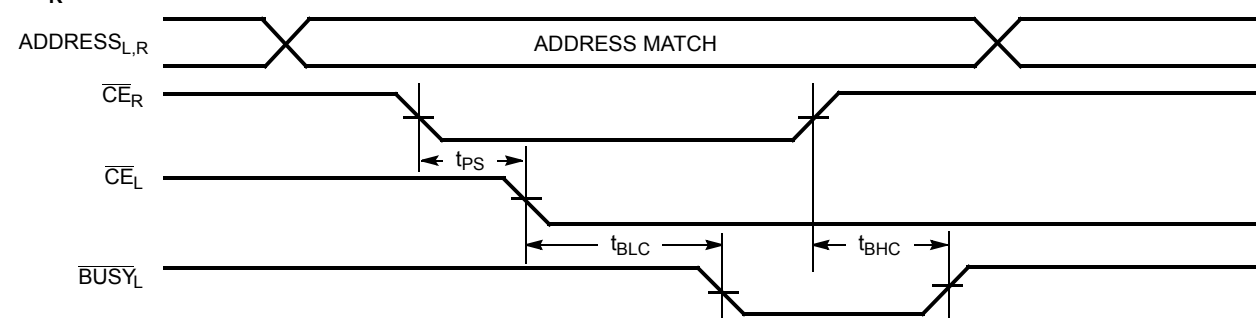 R
ADDRESSL,R
ADDRESS MATCH
CER
tPS
CEL
tBLC
tBHC
BUSYL